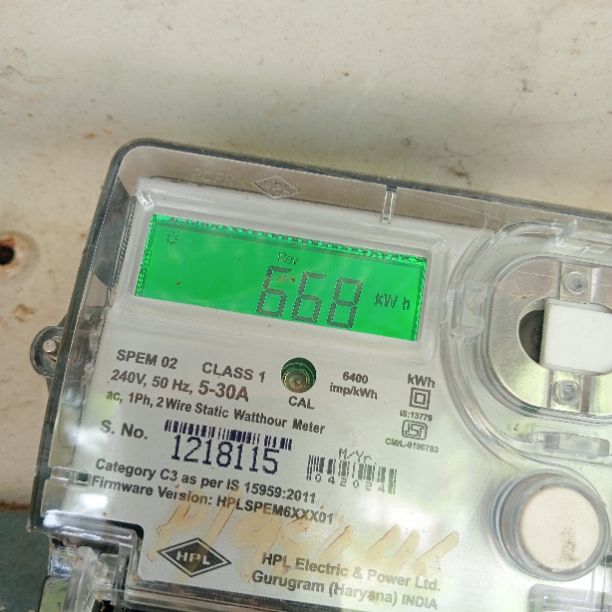 Rev
668 kWh
SPEM 02 CLASS 1
240V, 50 Hz, 5-30A
ac, 1Ph, 2 Wire Static Watthour Meter
CAL
6400
imp/kWh
kWh
IS:13779
S. No.
1218115
M/Yr.
042024
Category C3 as per IS 15959:2011
Firmware Version: HPLSPEM6XXX01
HPL
HPL Electric & Power Ltd.
Gurugram (Haryana) INDIA